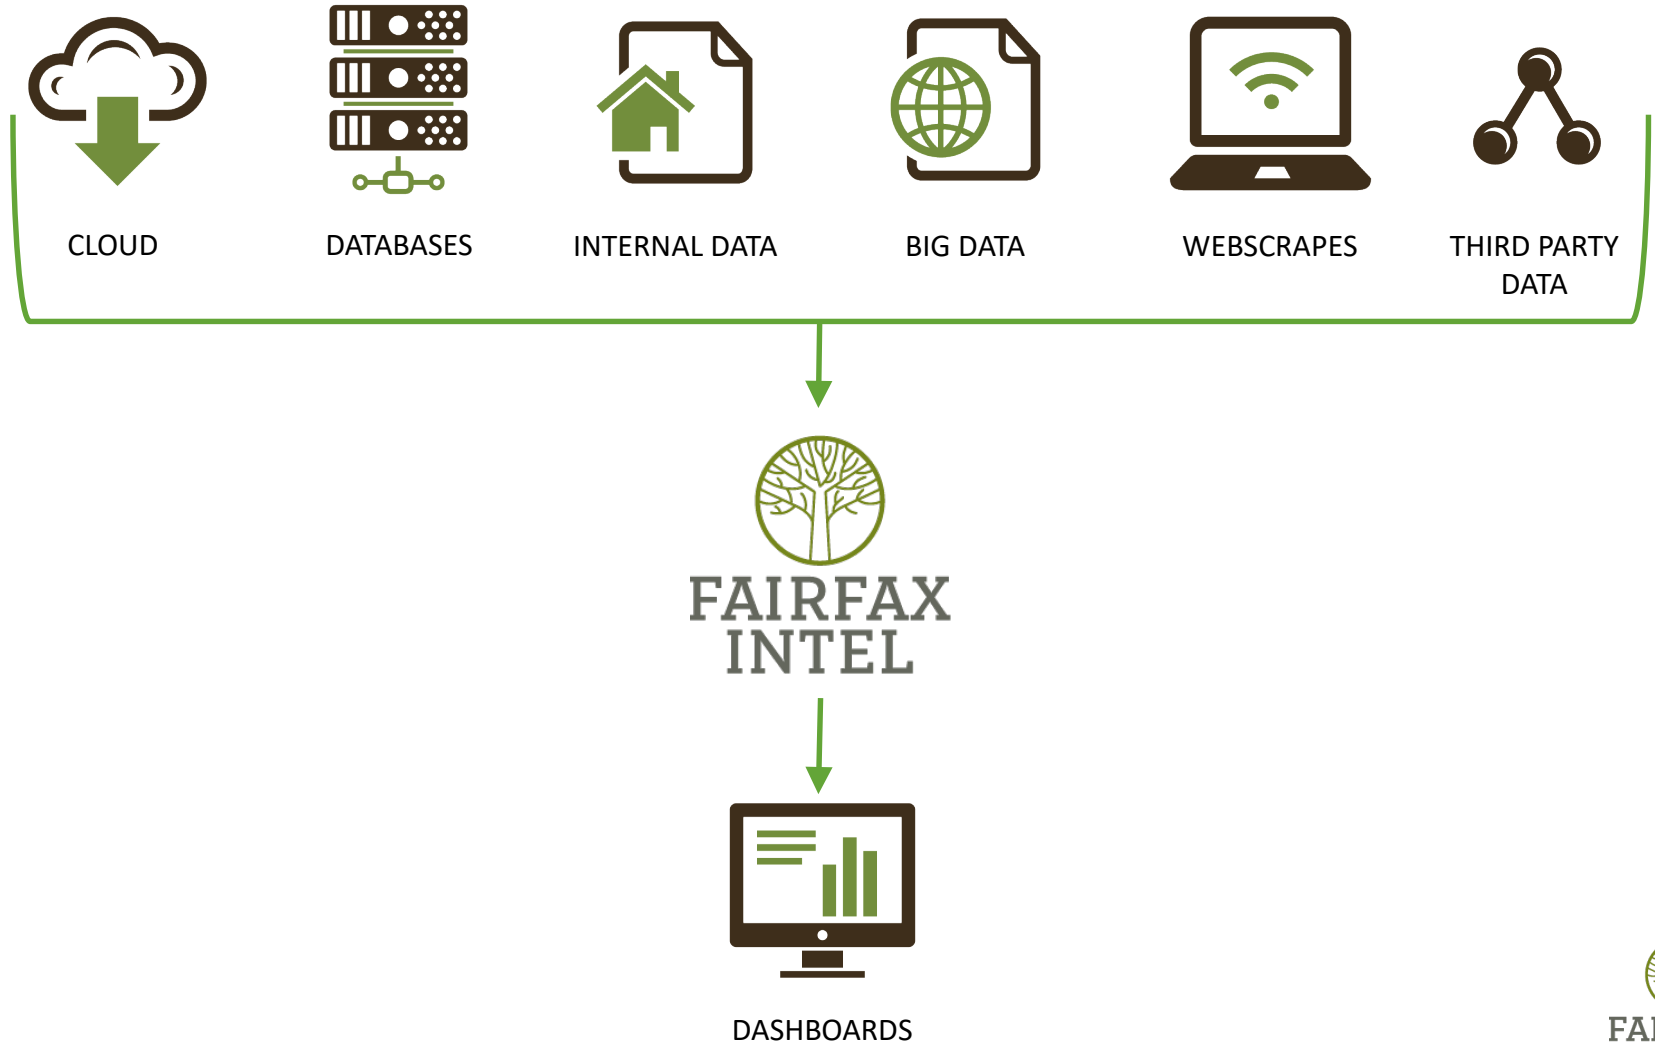 CLOUD
DATABASES
INTERNAL DATA
BIG DATA
WEBSCRAPES
THIRD PARTY
DATA
FAIRFAX
INTEL
DASHBOARDS